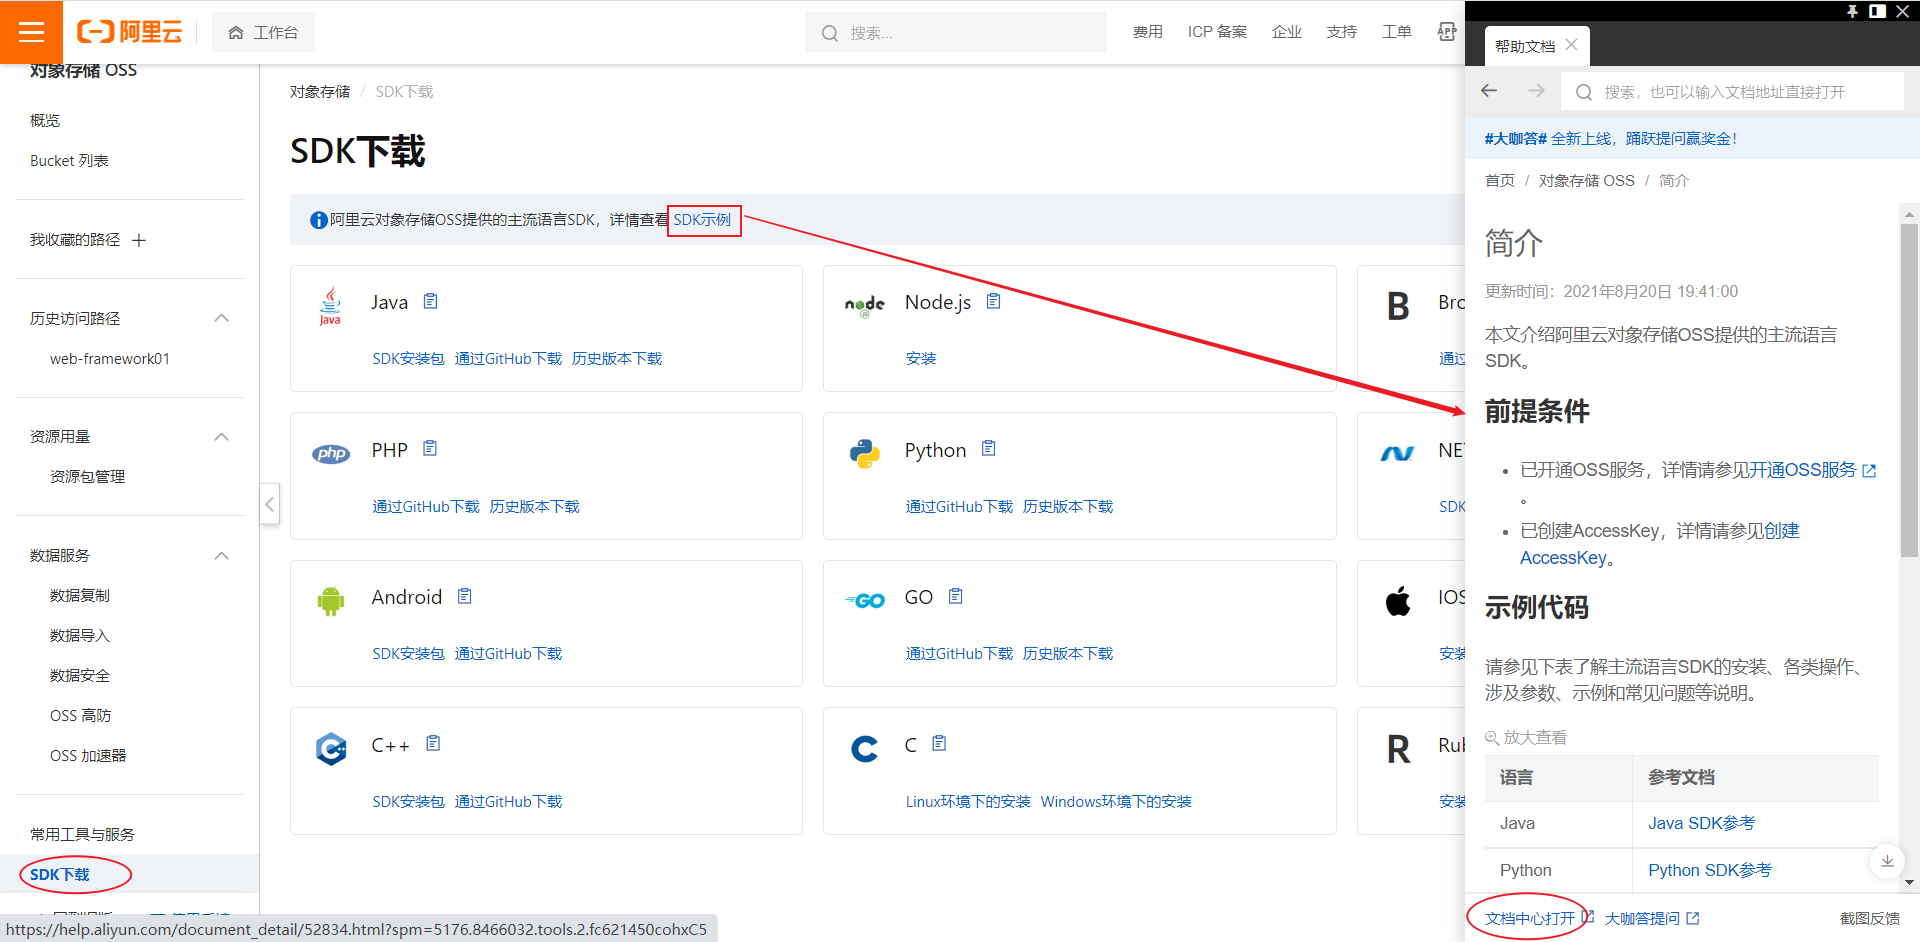 阿里云
工作台
搜索...
费用
ICP 备案
企业
支持
工单
APP
对象存储 OSS
概览
Bucket 列表
我收藏的路径
历史访问路径
web-framework01
资源用量
资源包管理
数据服务
数据复制
数据导入
数据安全
OSS 高防
OSS 加速器
常用工具与服务
SDK下载
https://help.aliyun.com/document_detail/52834.html?spm=5176.8466032.tools.2.fc621450cohxC5
对象存储 / SDK下载
SDK下载
阿里云对象存储OSS提供的主流语言SDK，详情查看 SDK示例
Java
Java
SDK安装包 通过GitHub下载 历史版本下载
node
JS
Node.js
安装
B
Bro
通过
php
PHP
通过GitHub下载 历史版本下载
Python
通过GitHub下载 历史版本下载
NE
SDK
Android
SDK安装包 通过GitHub下载
GO
GO
通过GitHub下载 历史版本下载
IOS
安装
C++
SDK安装包 通过GitHub下载
C
C
Linux环境下的安装 Windows环境下的安装
R
Rub
安装
帮助文档
搜索，也可以输入文档地址直接打开
#大咖答# 全新上线，踊跃提问赢奖金！
首页 / 对象存储 OSS / 简介
简介
更新时间：2021年8月20日 19:41:00
本文介绍阿里云对象存储OSS提供的主流语言
SDK。
前提条件
• 已开通OSS服务，详情请参见开通OSS服务
。
• 已创建AccessKey，详情请参见创建
AccessKey。
示例代码
请参见下表了解主流语言SDK的安装、各类操作、
涉及参数、示例和常见问题等说明。
放大查看
语言 参考文档
Java Java SDK参考
Python Python SDK参考
文档中心打开 大咖答提问 截图反馈